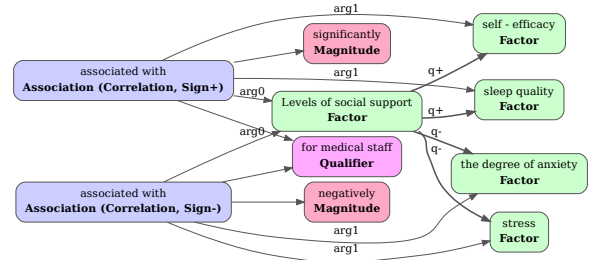 arg1
self - efficacy
Factor
significantly
Magnitude
q+
associated with
Association (Correlation, Sign+)
arg1
arg0
sleep quality
Factor
Levels of social support
Factor
q+
arg0
q-
q-
for medical staff
Qualifier
the degree of anxiety
Factor
associated with
Association (Correlation, Sign-)
negatively
Magnitude
arg1
stress
Factor
arg1